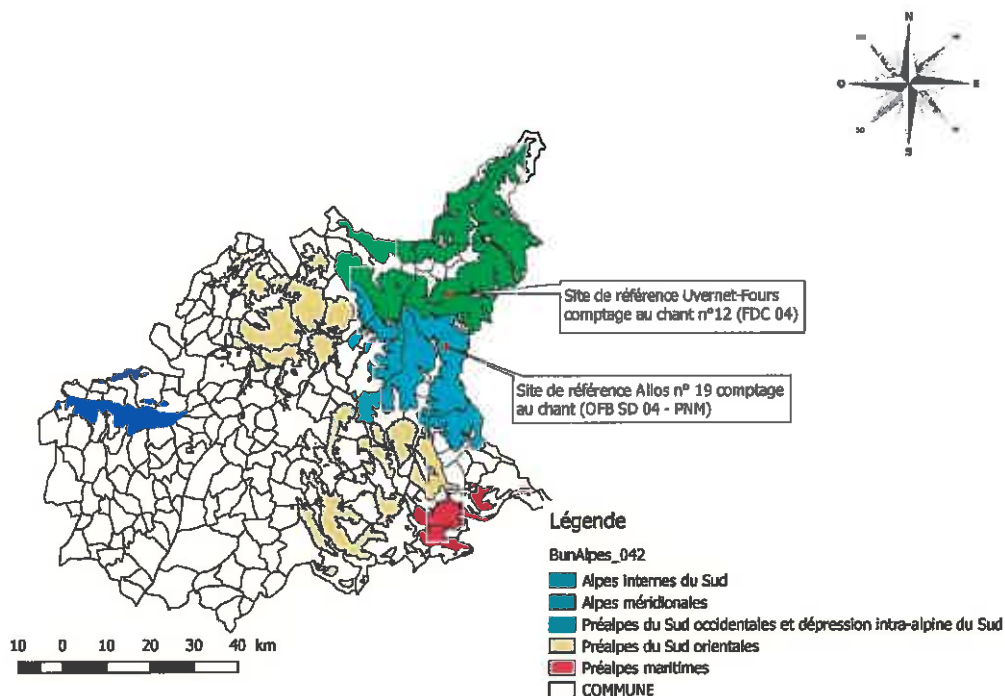 N
O
E
S
Site de référence Uvernet-Fours
comptage au chant n°12 (FDC 04)
Site de référence Allos n° 19 comptage
au chant (OFB SD 04 - PNM)
Légende
BunAlpes_042
Alpes internes du Sud
Alpes méridionales
Préalpes du Sud occidentales et dépression intra-alpine du Sud
Préalpes du Sud orientales
Préalpes maritimes
COMMUNE
10 0 10 20 30 40 km